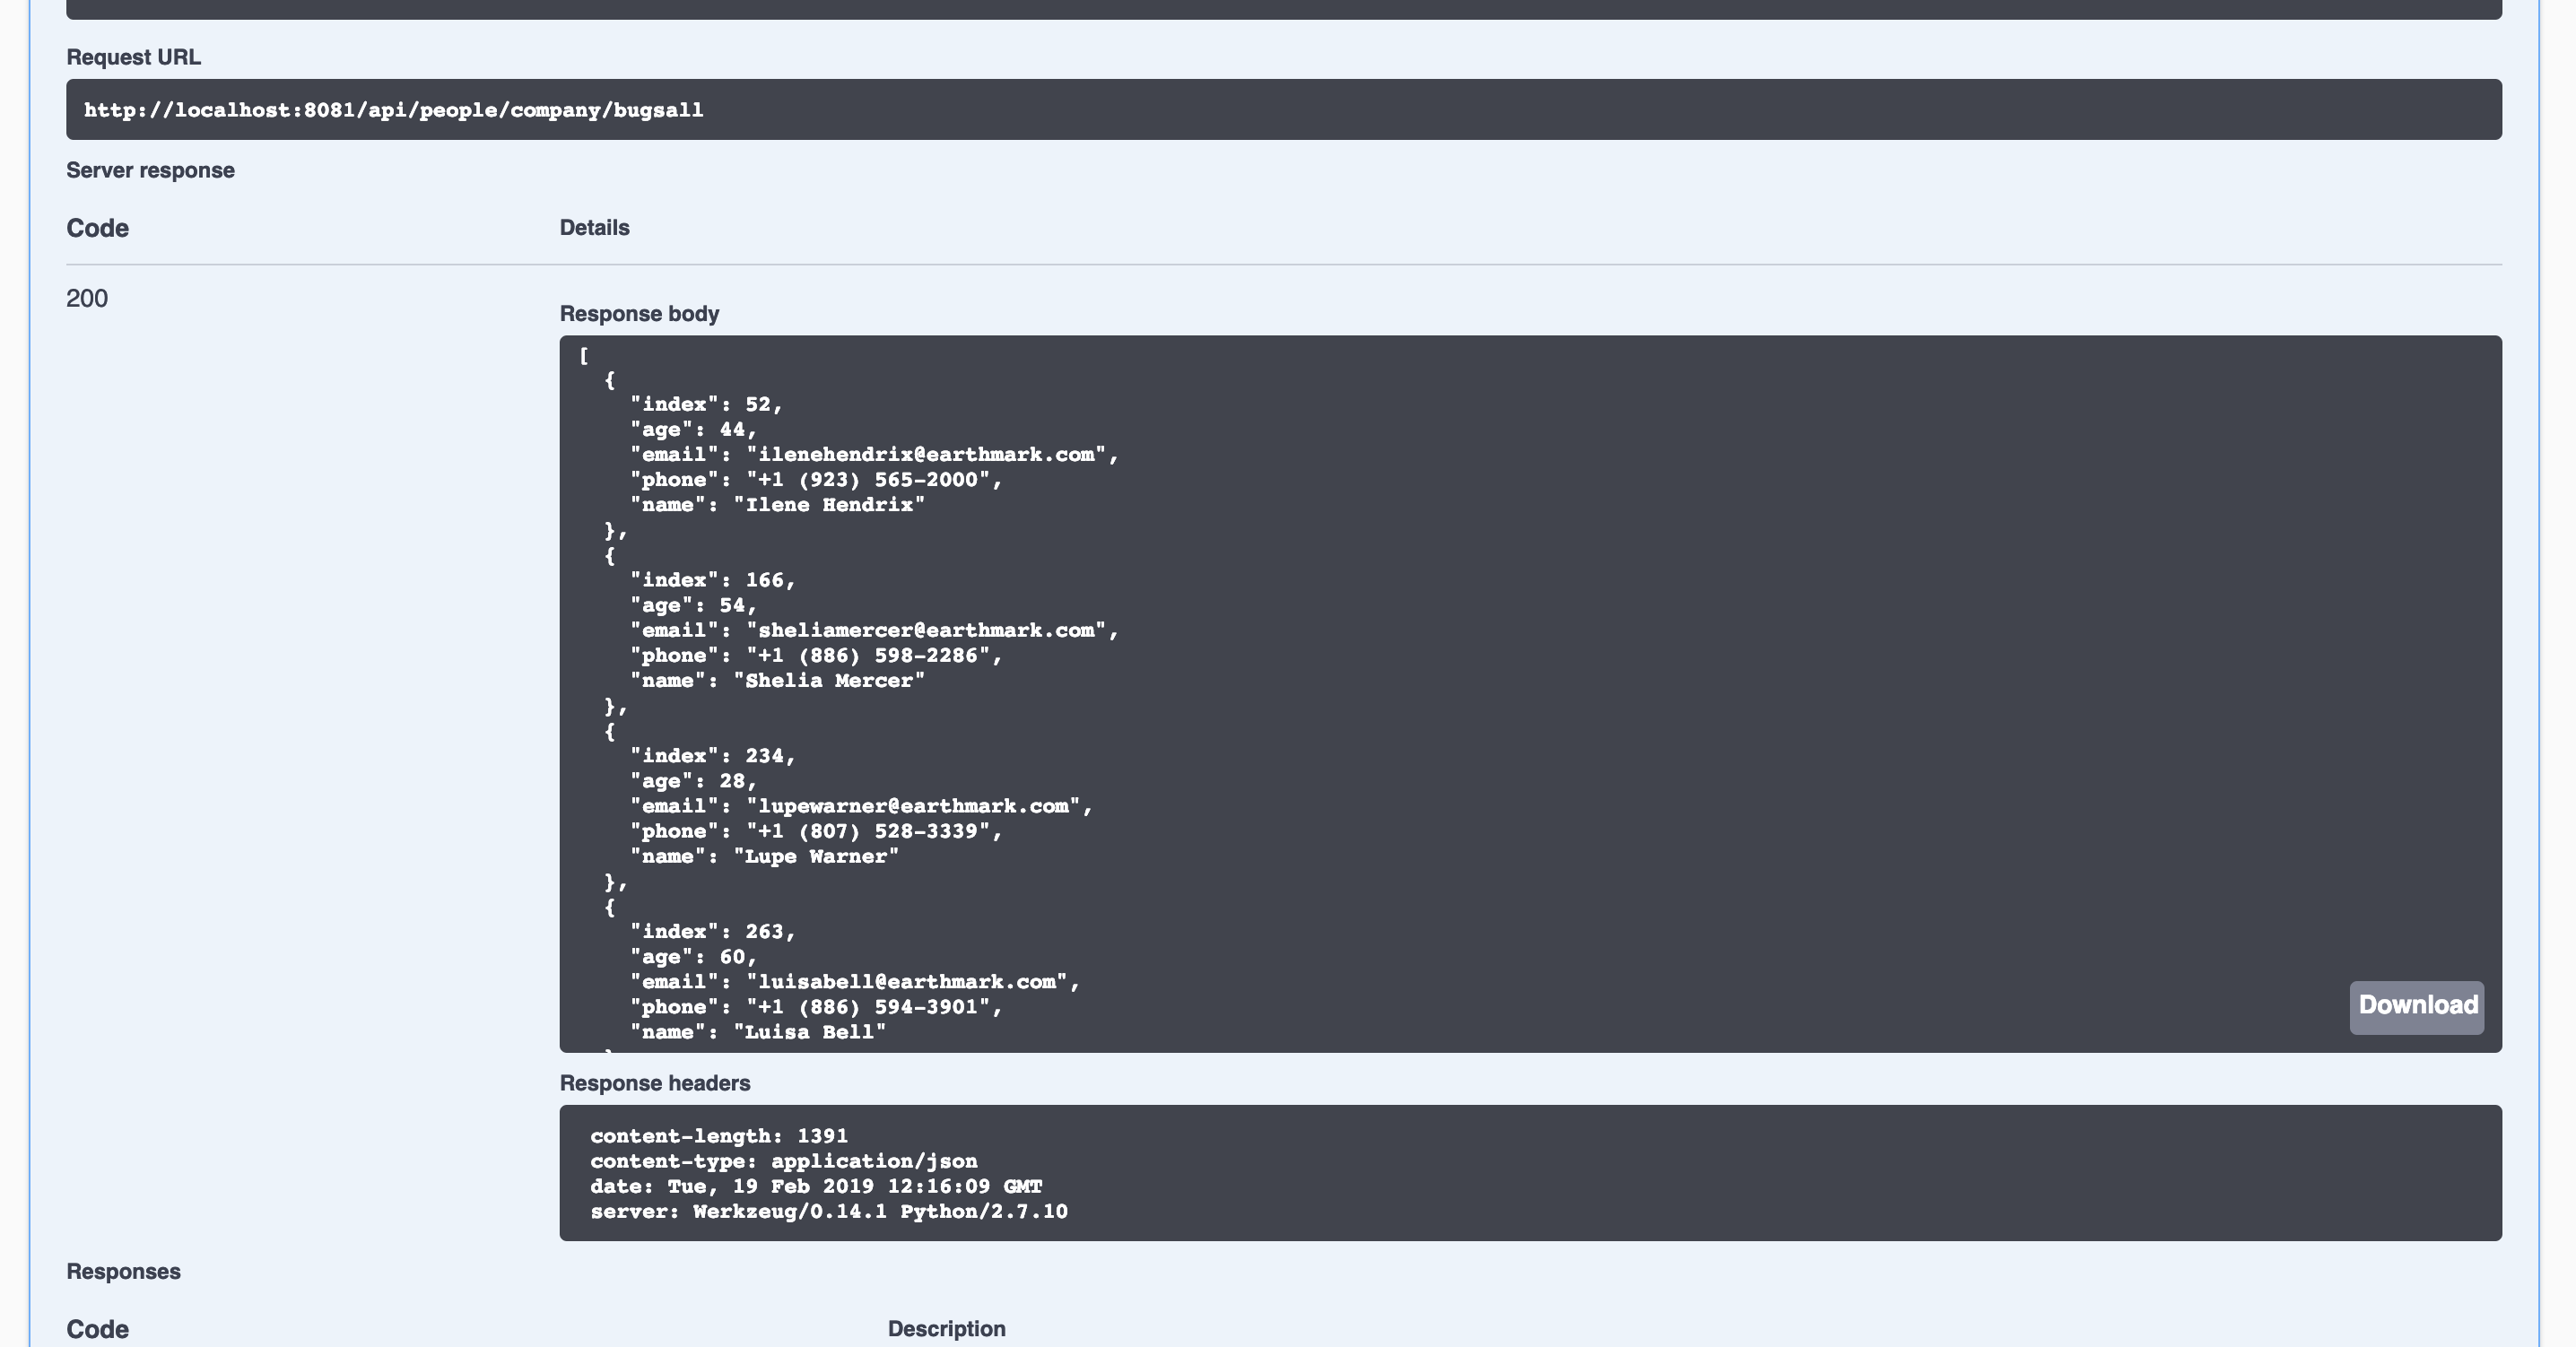 Request URL
http://localhost:8081/api/people/company/bugsall
Server response
Code Details
200
Response body
[
  {
    "index": 52,
    "age": 44,
    "email": "ilenehendrix@earthmark.com",
    "phone": "+1 (923) 565-2000",
    "name": "Ilene Hendrix"
  },
  {
    "index": 166,
    "age": 54,
    "email": "sheliamercer@earthmark.com",
    "phone": "+1 (886) 598-2286",
    "name": "Shelia Mercer"
  },
  {
    "index": 234,
    "age": 28,
    "email": "lupewarner@earthmark.com",
    "phone": "+1 (807) 528-3339",
    "name": "Lupe Warner"
  },
  {
    "index": 263,
    "age": 60,
    "email": "luisabell@earthmark.com",
    "phone": "+1 (886) 594-3901",
    "name": "Luisa Bell"
Download
Response headers
content-length: 1391
content-type: application/json
date: Tue, 19 Feb 2019 12:16:09 GMT
server: Werkzeug/0.14.1 Python/2.7.10
Responses
Code Description